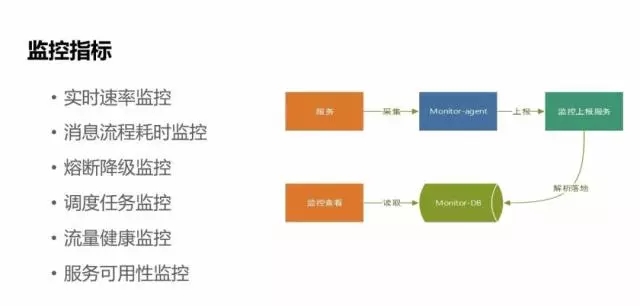 监控指标
• 实时速率监控
• 消息流程耗时监控
• 熔断降级监控
• 调度任务监控
• 流量健康监控
• 服务可用性监控
服务
采集
Monitor-agent
上报
监控上报服务
解析落地
监控查看
读取
Monitor-DB